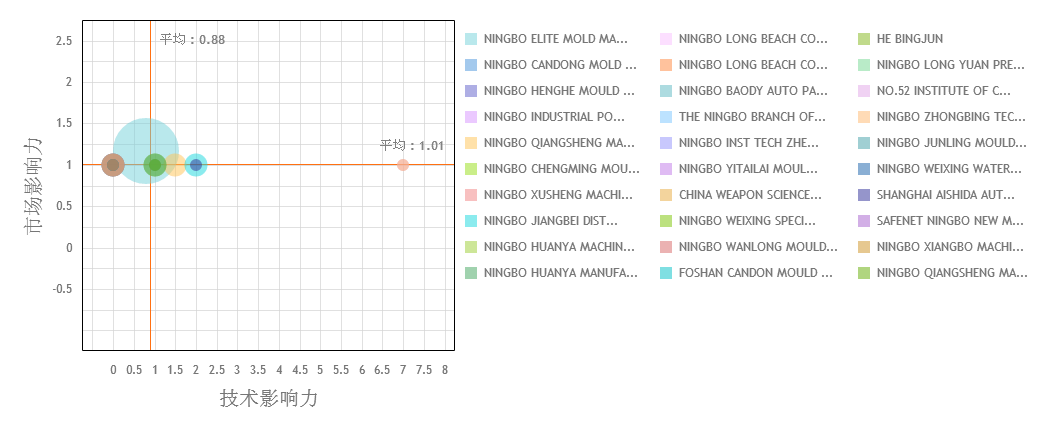 平均：0.88
2.5
2
1.5
平均：1.01
1
0.5
0
-0.5
市场影响力
0 0.5 1 1.5 2 2.5 3 3.5 4 4.5 5 5.5 6 6.5 7 7.5 8
技术影响力
NINGBO ELITE MOLD MA...
NINGBO CANDONG MOLD ...
NINGBO HENGHE MOULD ...
NINGBO INDUSTRIAL PO...
NINGBO QIANGSHENG MA...
NINGBO CHENGMING MOU...
NINGBO XUSHENG MACHI...
NINGBO JIANGBEI DIST...
NINGBO HUANYA MACHIN...
NINGBO HUANYA MANUFA...
NINGBO LONG BEACH CO...
NINGBO LONG BEACH CO...
NINGBO BAODY AUTO PA...
THE NINGBO BRANCH OF...
NINGBO INST TECH ZHE...
NINGBO YITAILAI MOUL...
CHINA WEAPON SCIENCE...
NINGBO WEIXING SPECI...
NINGBO WANLONG MOULD...
FOSHAN CANDON MOULD ...
HE BINGJUN
NINGBO LONG YUAN PRE...
NO.52 INSTITUTE OF C...
NINGBO ZHONGBING TEC...
NINGBO JUNLING MOULD...
NINGBO WEIXING WATER...
SHANGHAI AISHIDA AUT...
SAFENET NINGBO NEW M...
NINGBO XIANGBO MACHI...
NINGBO QIANGSHENG MA...